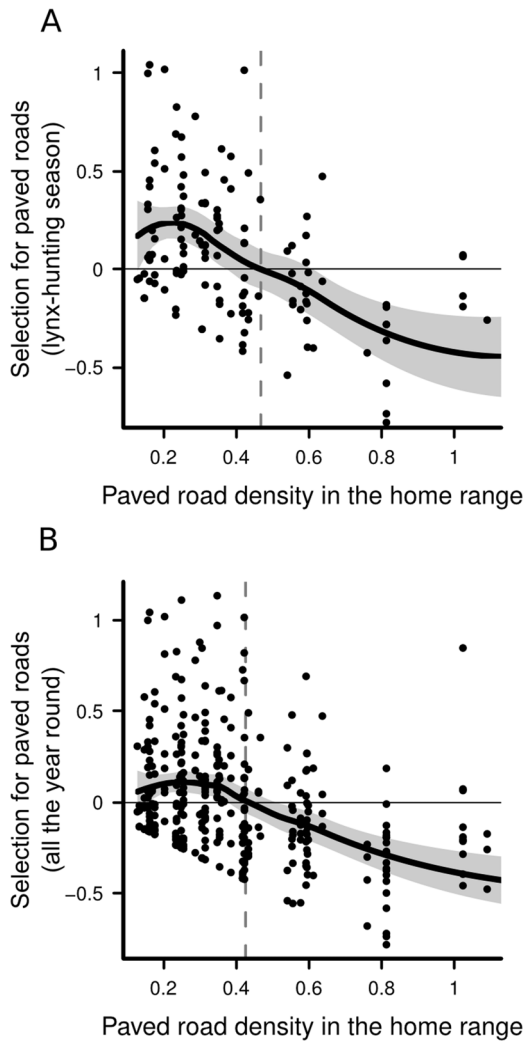 A
Selection for paved roads
(lynx-hunting season)
1
0.5
0
−0.5
0.2 0.4 0.6 0.8 1
Paved road density in the home range
B
Selection for paved roads
(all the year round)
1
0.5
0
−0.5
0.2 0.4 0.6 0.8 1
Paved road density in the home range